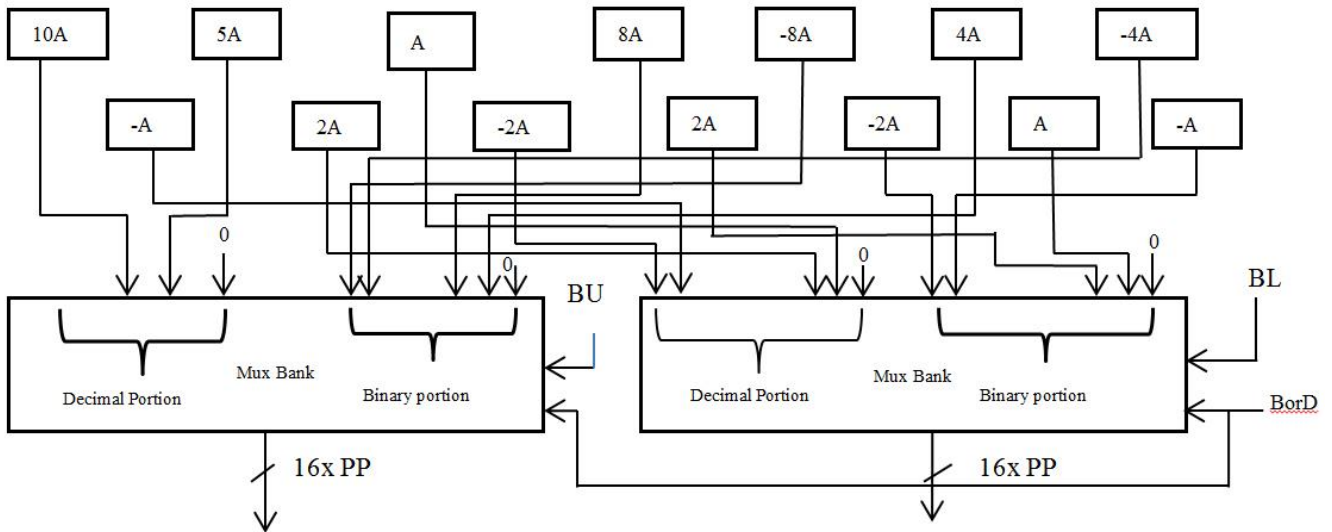 10A
5A
A
8A
-8A
4A
-4A
-A
2A
-2A
2A
-2A
A
-A
0
0
0
0
BU
BL
Mux Bank
Decimal Portion
Binary portion
Mux Bank
Decimal Portion
Binary portion
BorD
16x PP
16x PP